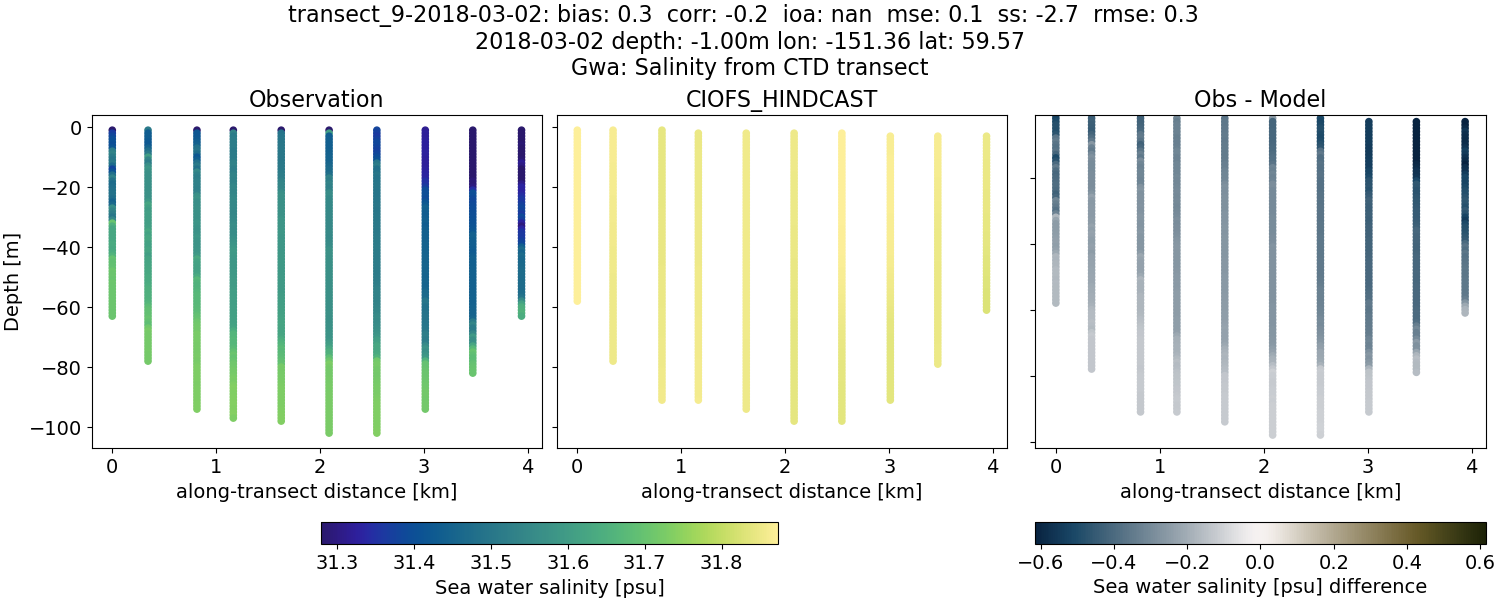 transect_9-2018-03-02: bias: 0.3  corr: -0.2  ioa: nan  mse: 0.1  ss: -2.7  rmse: 0.3
2018-03-02 depth: -1.00m lon: -151.36 lat: 59.57
Gwa: Salinity from CTD transect
Observation
CIOFS_HINDCAST
Obs - Model
Depth [m]
0
−20
−40
−60
−80
−100
0 1 2 3 4
0 1 2 3 4
0 1 2 3 4
along-transect distance [km]
along-transect distance [km]
along-transect distance [km]
31.3 31.4 31.5 31.6 31.7 31.8
Sea water salinity [psu]
−0.6 −0.4 −0.2 0.0 0.2 0.4 0.6
Sea water salinity [psu] difference